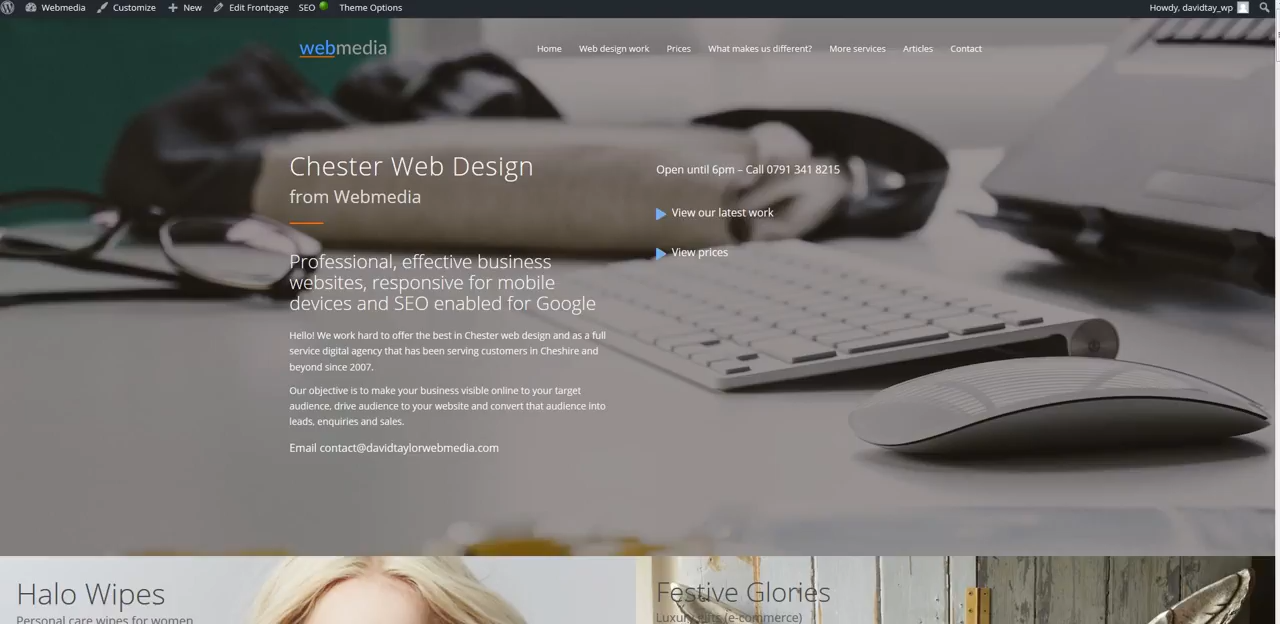 Webmedia Customize New Edit Frontpage SEO Theme Options Howdy, davidtay_wp
webmedia
Home Web design work Prices What makes us different? More services Articles Contact
Chester Web Design
from Webmedia
Open until 6pm – Call 0791 341 8215
View our latest work
View prices
Professional, effective business
websites, responsive for mobile
devices and SEO enabled for Google
Hello! We work hard to offer the best in Chester web design and as a full
service digital agency that has been serving customers in Cheshire and
beyond since 2007.
Our objective is to make your business visible online to your target
audience, drive audience to your website and convert that audience into
leads, enquiries and sales.
Email contact@davidtaylorwebmedia.com
Halo Wipes
Personal care wipes for women
Festive Glories
Luxury gifts (e-commerce)